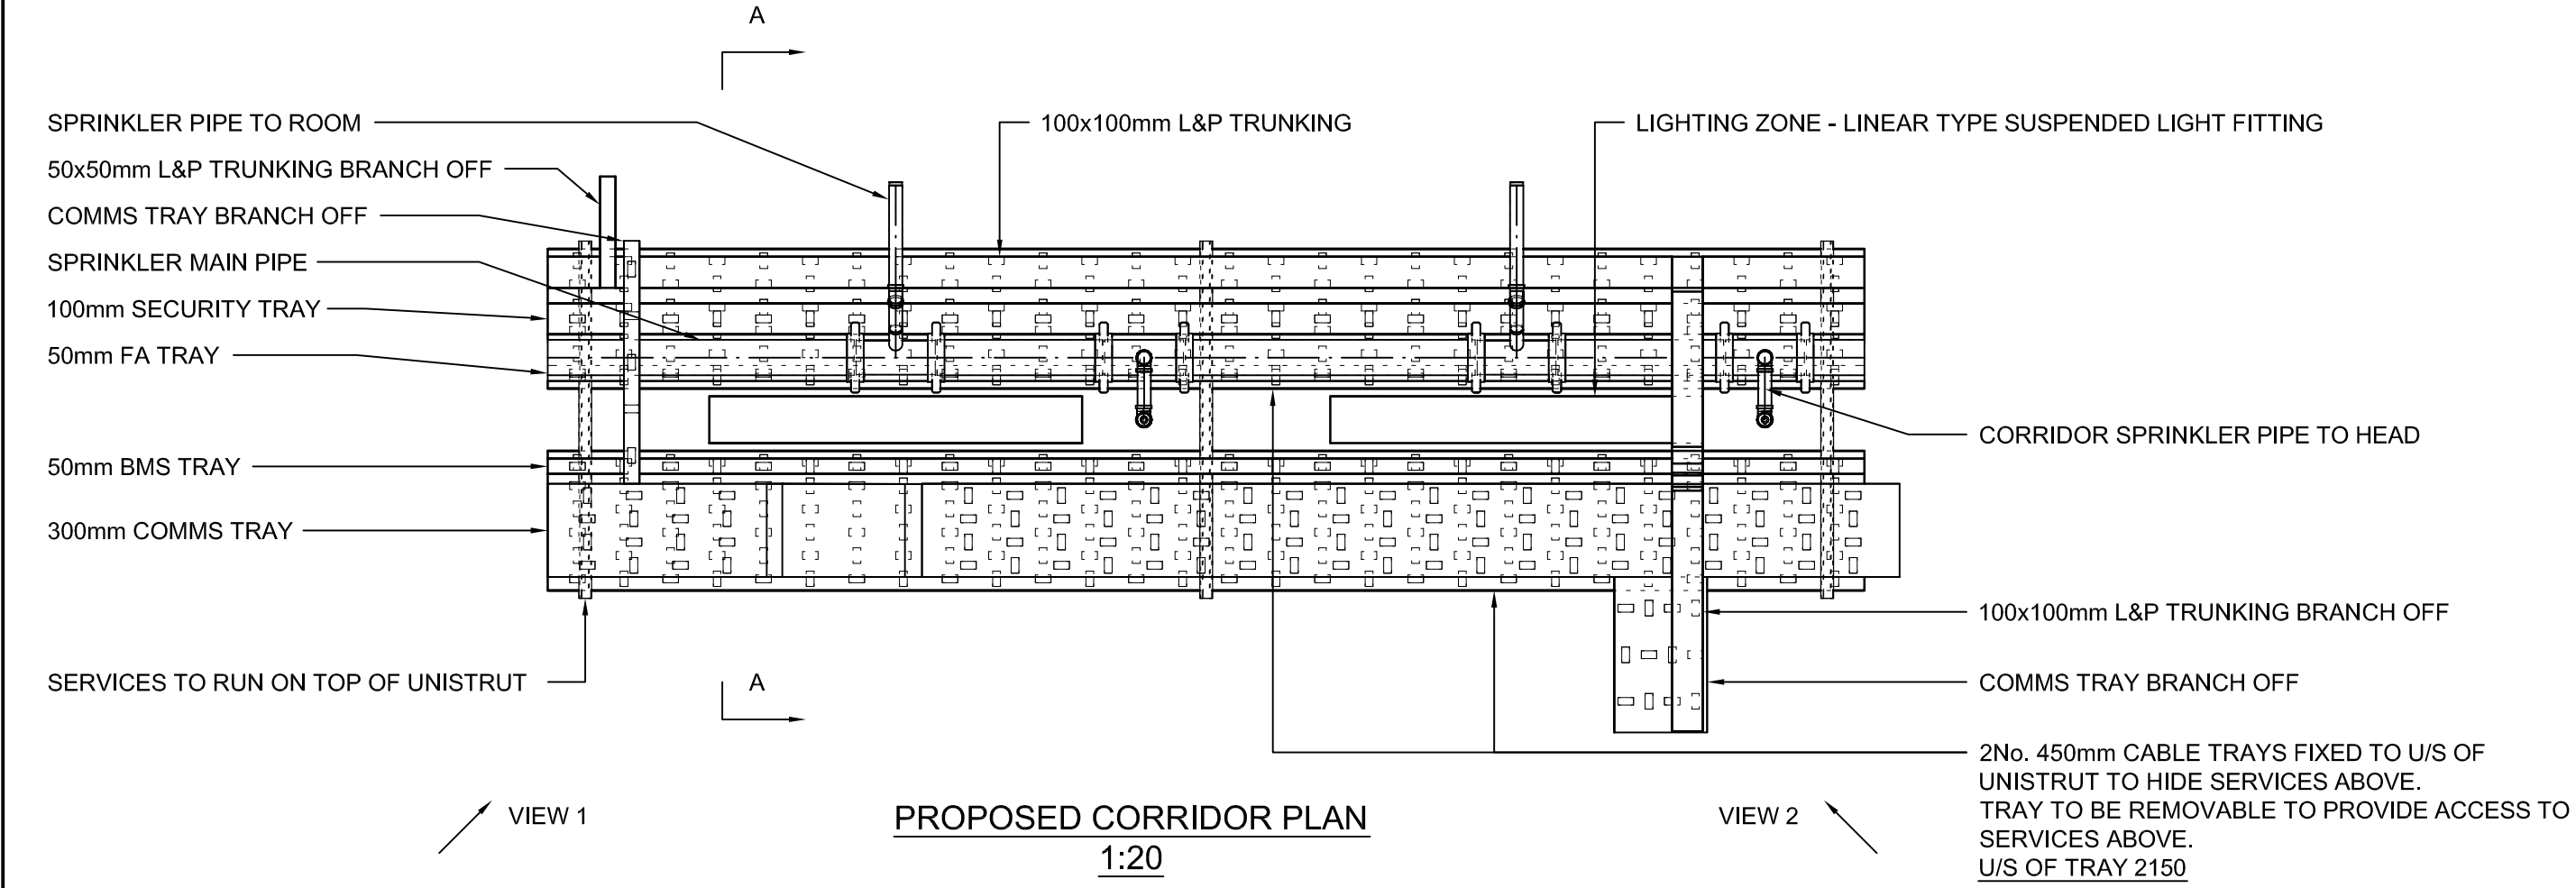 A
SPRINKLER PIPE TO ROOM
100x100mm L&P TRUNKING
LIGHTING ZONE - LINEAR TYPE SUSPENDED LIGHT FITTING
50x50mm L&P TRUNKING BRANCH OFF
COMMS TRAY BRANCH OFF
SPRINKLER MAIN PIPE
100mm SECURITY TRAY
50mm FA TRAY
CORRIDOR SPRINKLER PIPE TO HEAD
50mm BMS TRAY
300mm COMMS TRAY
100x100mm L&P TRUNKING BRANCH OFF
SERVICES TO RUN ON TOP OF UNISTRUT
A
COMMS TRAY BRANCH OFF
2No. 450mm CABLE TRAYS FIXED TO U/S OF
UNISTRUT TO HIDE SERVICES ABOVE.
TRAY TO BE REMOVABLE TO PROVIDE ACCESS TO
SERVICES ABOVE.
U/S OF TRAY 2150
VIEW 1
PROPOSED CORRIDOR PLAN
1:20
VIEW 2